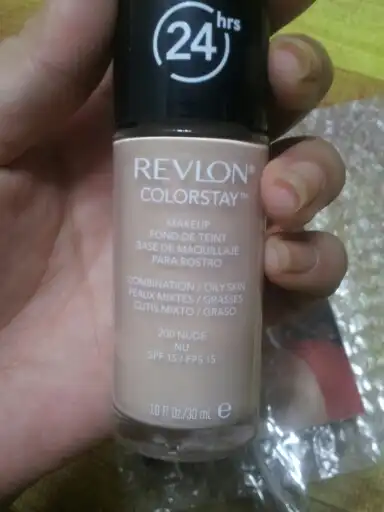 24 hrs
REVLON®
COLORSTAY™
MAKEUP
FOND DE TEINT
BASE DE MAQUILLAJE
PARA ROSTRO
COMBINATION / OILY SKIN
PEAUX MIXTES / GRASSES
CUTIS MIXTO / GRASO
200 NUDE
NU
SPF 15 / FPS 15
1.0 fl Oz./30 mL ℮